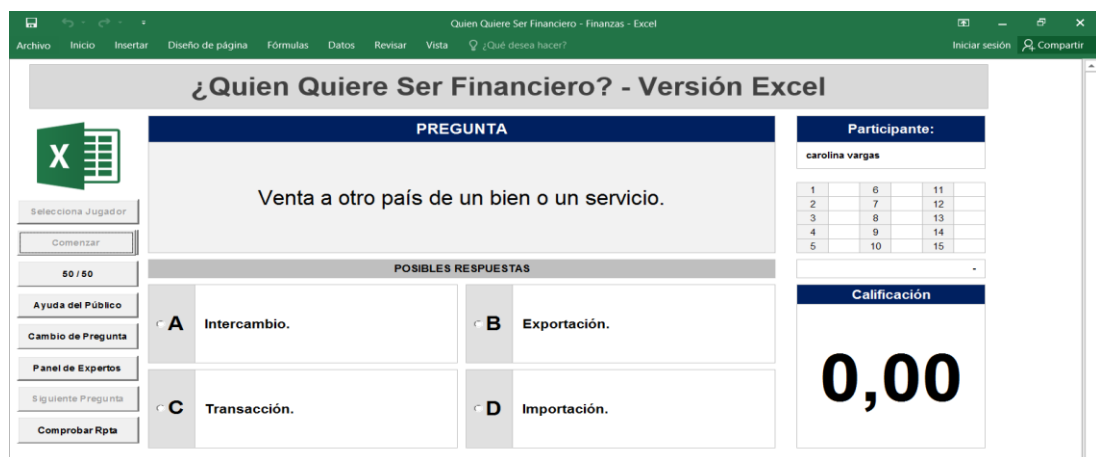 Quien Quiere Ser Financiero - Finanzas - Excel
Archivo Inicio Insertar Diseño de página Fórmulas Datos Revisar Vista ¿Qué desea hacer? Iniciar sesión Compartir
¿Quien Quiere Ser Financiero? - Versión Excel
X
PREGUNTA
Venta a otro país de un bien o un servicio.
Participante:
carolina vargas
1 6 11
2 7 12
3 8 13
4 9 14
5 10 15
-
Selecciona Jugador
Comenzar
50 / 50
Ayuda del Público
Cambio de Pregunta
Panel de Expertos
Siguiente Pregunta
Comprobar Rpta
POSIBLES RESPUESTAS
A Intercambio.
B Exportación.
C Transacción.
D Importación.
Calificación
0,00